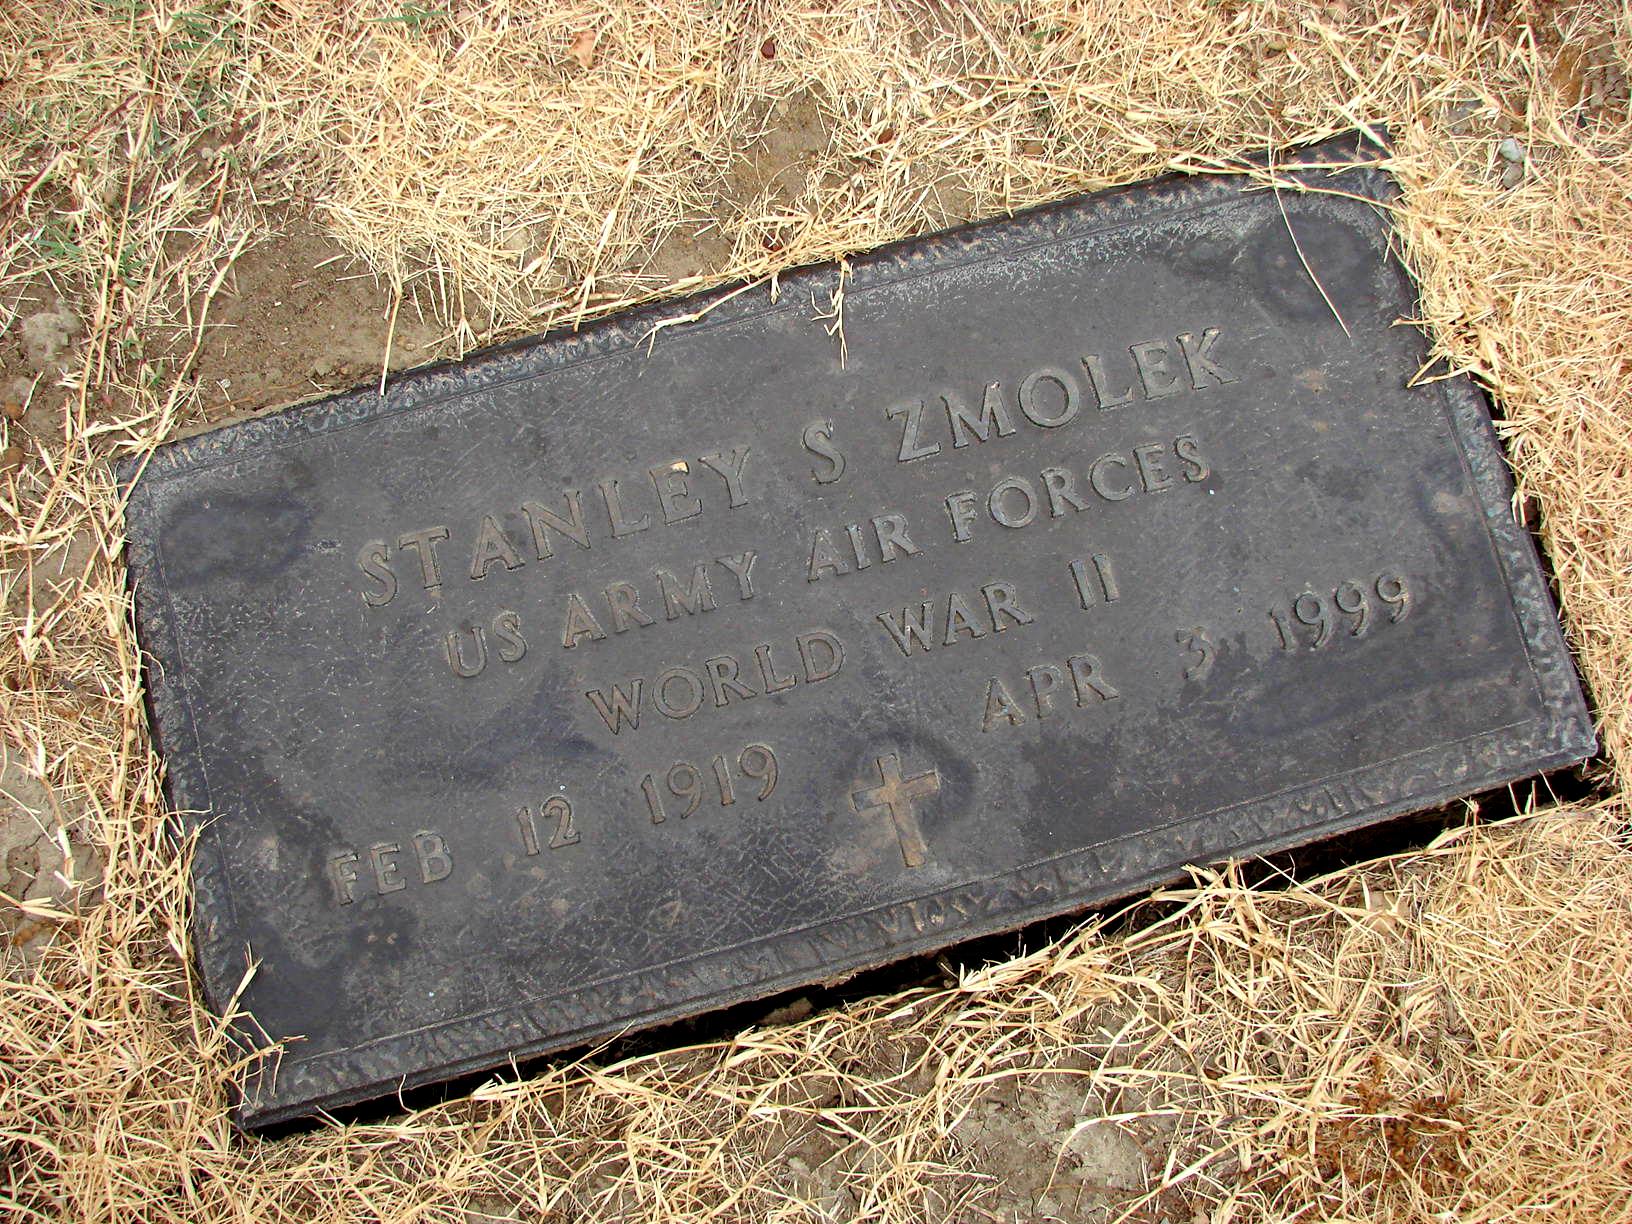 STANLEY S ZMOLEK
US ARMY AIR FORCES
WORLD WAR II
FEB 12 1919 APR 3 1999